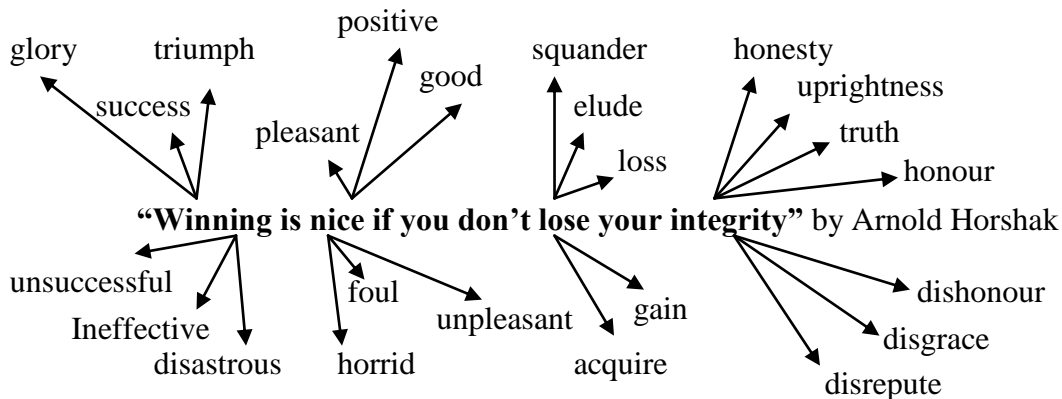 positive
glory triumph squander honesty
good uprightness
success elude
pleasant truth
loss
honour
“Winning is nice if you don’t lose your integrity” by Arnold Horshak
unsuccessful foul dishonour
gain
Ineffective unpleasant
disgrace
disastrous horrid acquire
disrepute